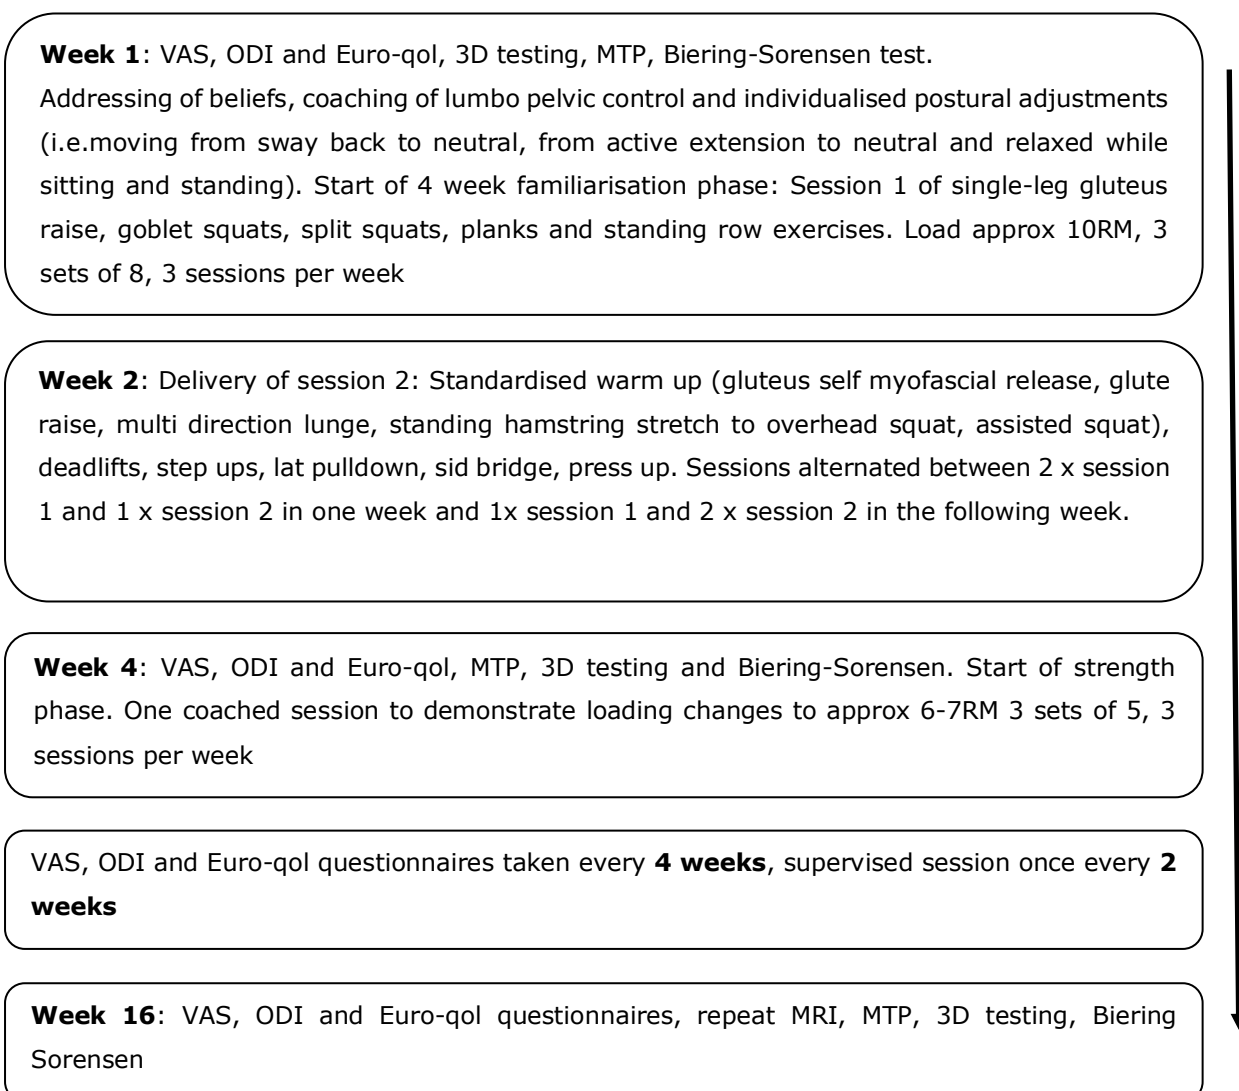 Week 1: VAS, ODI and Euro-qol, 3D testing, MTP, Biering-Sorensen test.
Addressing of beliefs, coaching of lumbo pelvic control and individualised postural adjustments
(i.e.moving from sway back to neutral, from active extension to neutral and relaxed while
sitting and standing). Start of 4 week familiarisation phase: Session 1 of single-leg gluteus
raise, goblet squats, split squats, planks and standing row exercises. Load approx 10RM, 3
sets of 8, 3 sessions per week
Week 2: Delivery of session 2: Standardised warm up (gluteus self myofascial release, glute
raise, multi direction lunge, standing hamstring stretch to overhead squat, assisted squat),
deadlifts, step ups, lat pulldown, sid bridge, press up. Sessions alternated between 2 x session
1 and 1 x session 2 in one week and 1x session 1 and 2 x session 2 in the following week.
Week 4: VAS, ODI and Euro-qol, MTP, 3D testing and Biering-Sorensen. Start of strength
phase. One coached session to demonstrate loading changes to approx 6-7RM 3 sets of 5, 3
sessions per week
VAS, ODI and Euro-qol questionnaires taken every 4 weeks, supervised session once every 2
weeks
Week 16: VAS, ODI and Euro-qol questionnaires, repeat MRI, MTP, 3D testing, Biering
Sorensen